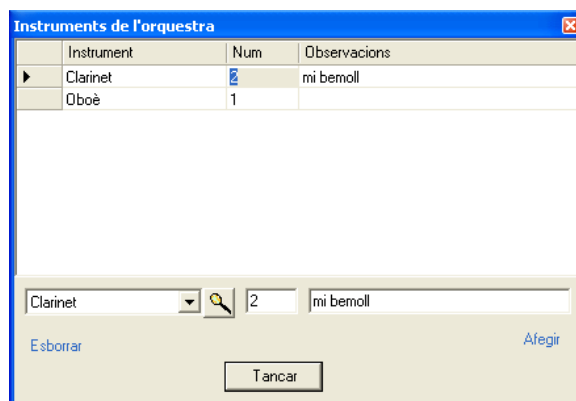 Instruments de l'orquestra
Instrument Num Observacions
Clarinet 2 mi bemoll
Oboè 1
Clarinet 2 mi bemoll
Esborrar Afegir
Tancar